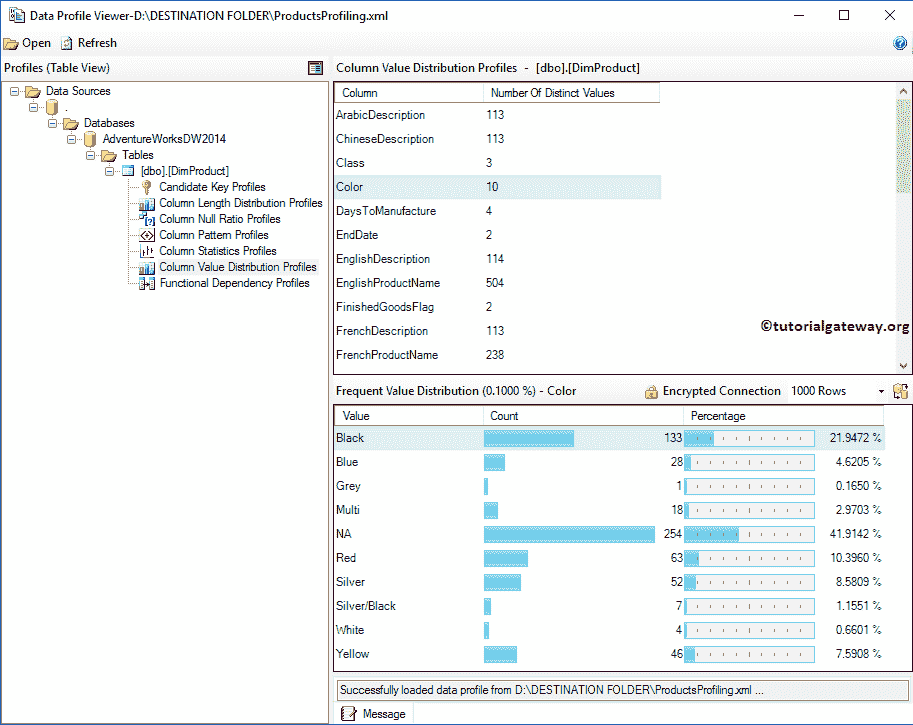 Data Profile Viewer-D:\DESTINATION FOLDER\ProductsProfiling.xml
Open Refresh
Profiles (Table View)
Data Sources
.
Databases
AdventureWorksDW2014
Tables
[dbo].[DimProduct]
Candidate Key Profiles
Column Length Distribution Profiles
Column Null Ratio Profiles
Column Pattern Profiles
Column Statistics Profiles
Column Value Distribution Profiles
Functional Dependency Profiles
Column Value Distribution Profiles - [dbo].[DimProduct]
Column Number Of Distinct Values
ArabicDescription 113
ChineseDescription 113
Class 3
Color 10
DaysToManufacture 4
EndDate 2
EnglishDescription 114
EnglishProductName 504
FinishedGoodsFlag 2
FrenchDescription 113
FrenchProductName 238
©tutorialgateway.org
Frequent Value Distribution (0.1000 %) - Color Encrypted Connection 1000 Rows
Value Count Percentage
Black 133 21.9472 %
Blue 28 4.6205 %
Grey 1 0.1650 %
Multi 18 2.9703 %
NA 254 41.9142 %
Red 63 10.3960 %
Silver 52 8.5809 %
Silver/Black 7 1.1551 %
White 4 0.6601 %
Yellow 46 7.5908 %
Successfully loaded data profile from D:\DESTINATION FOLDER\ProductsProfiling.xml ...
Message